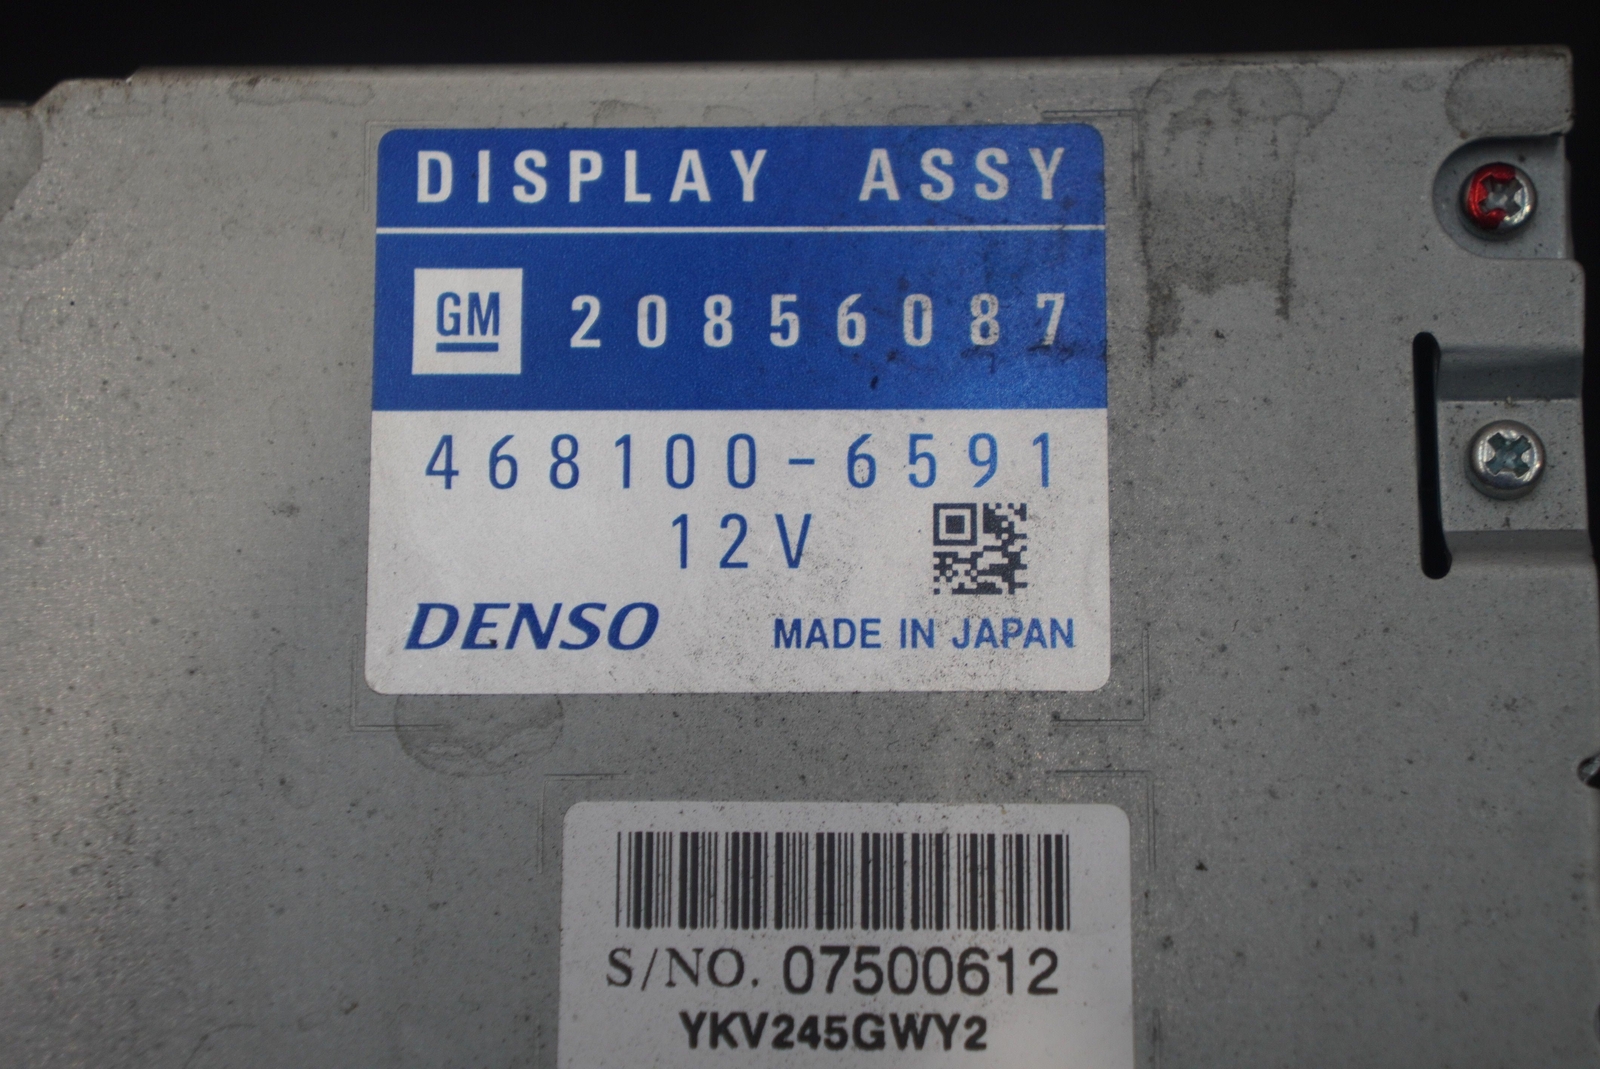 DISPLAY ASSY
GM 20856087
468100-6591
12V
DENSO MADE IN JAPAN
S/NO. 07500612
YKV245GWY2